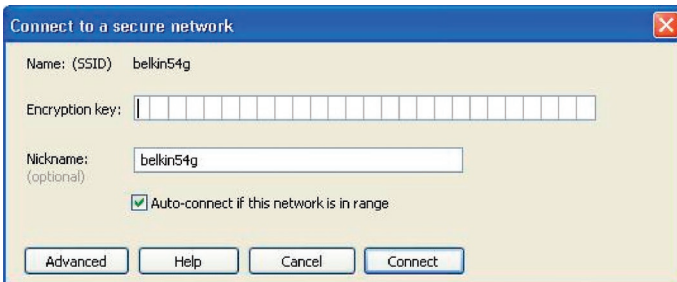 Connect to a secure network
Name: (SSID) belkin54g
Encryption key:
Nickname: belkin54g
(optional)
Auto-connect if this network is in range
Advanced Help Cancel Connect